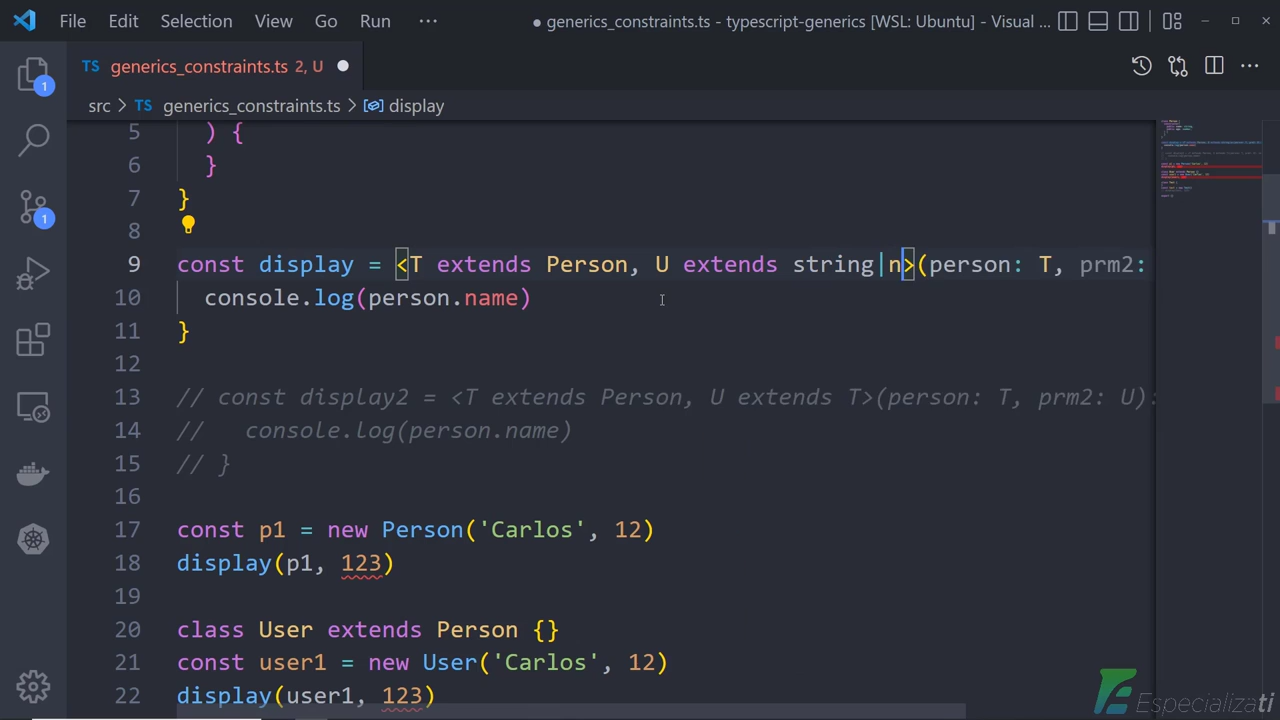 File Edit Selection View Go Run ··· ● generics_constraints.ts - typescript-generics [WSL: Ubuntu] - Visual ...
TS generics_constraints.ts 2, U ●
src > TS generics_constraints.ts > display
1
1
5 ) {
6 }
7 }
8
9 const display = <T extends Person, U extends string|n>(person: T, prm2:
10 console.log(person.name)
11 }
12
13 // const display2 = <T extends Person, U extends T>(person: T, prm2: U):
14 // console.log(person.name)
15 // }
16
17 const p1 = new Person('Carlos', 12)
18 display(p1, 123)
19
20 class User extends Person {}
21 const user1 = new User('Carlos', 12)
22 display(user1, 123)
Especializati